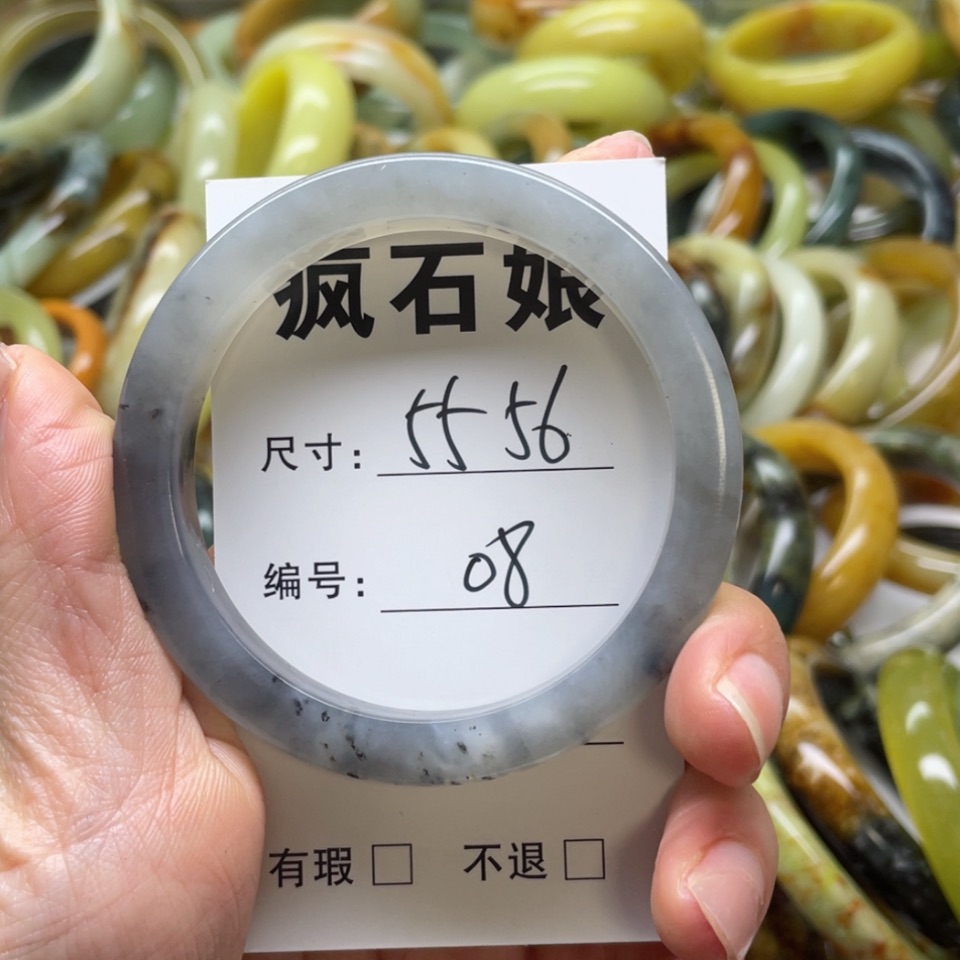 疯石娘
尺寸: 55 56
编号: 08
有瑕 □ 不退 □